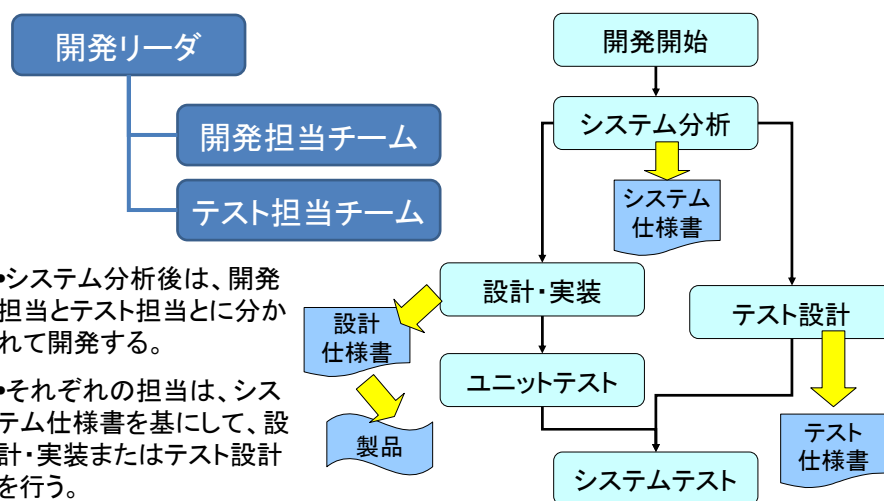 開発リーダ
開発担当チーム
テスト担当チーム
•システム分析後は、開発
担当とテスト担当とに分か
れて開発する。
•それぞれの担当は、シス
テム仕様書を基にして、設
計・実装またはテスト設計
を行う。
開発開始
システム分析
システム
仕様書
設計・実装
設計
仕様書
製品
ユニットテスト
テスト設計
テスト
仕様書
システムテスト